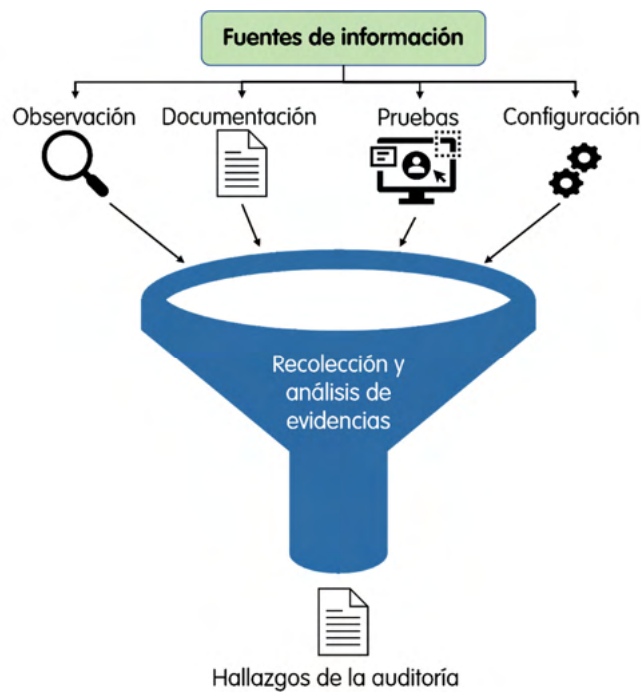 Fuentes de información
Observación
Documentación
Pruebas
Configuración
Recolección y
análisis de
evidencias
Hallazgos de la auditoría